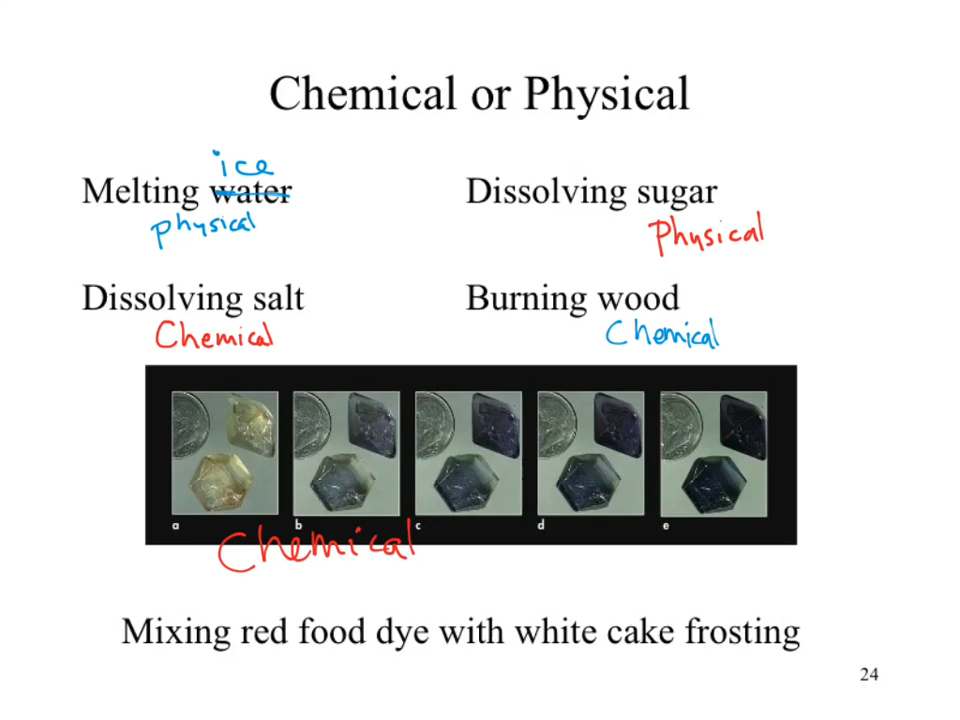 Chemical or Physical
ice
Melting water
physical
Dissolving sugar
Physical
Dissolving salt
Chemical
Burning wood
Chemical
a b c d e
Chemical
Mixing red food dye with white cake frosting
24